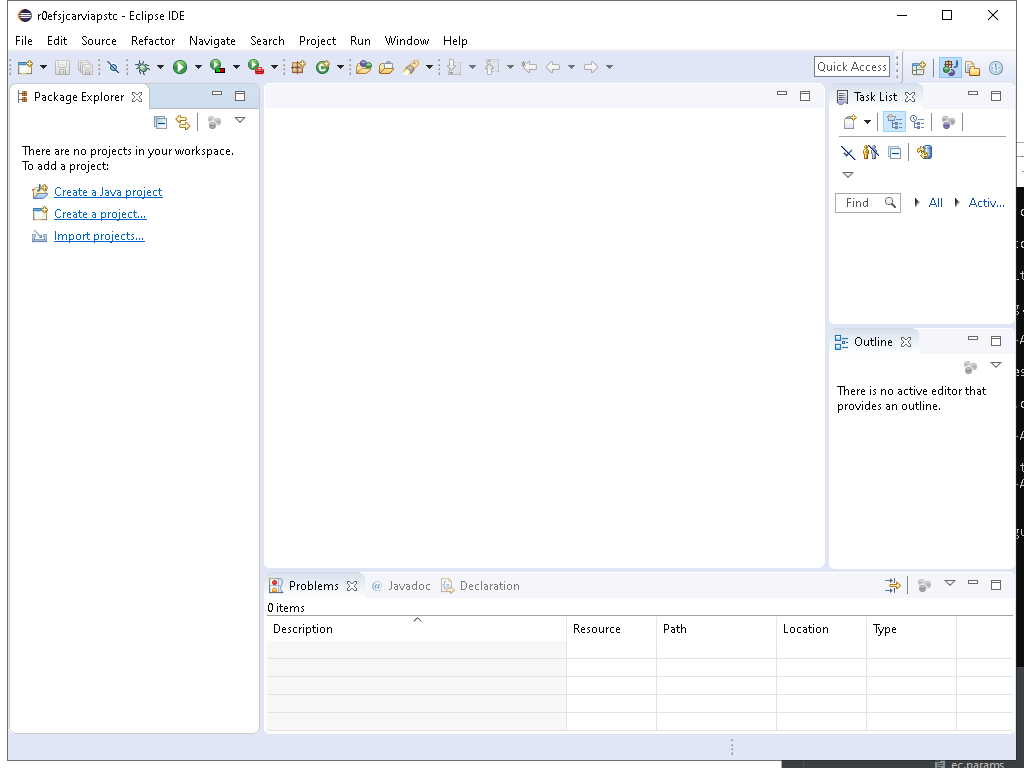 r0efsjcarviapstc - Eclipse IDE
File Edit Source Refactor Navigate Search Project Run Window Help
Quick Access
Package Explorer
There are no projects in your workspace.
To add a project:
Create a Java project
Create a project...
Import projects...
Task List
Find All Activ...
Outline
There is no active editor that
provides an outline.
Problems @ Javadoc Declaration
0 items
Description Resource Path Location Type
ec.params